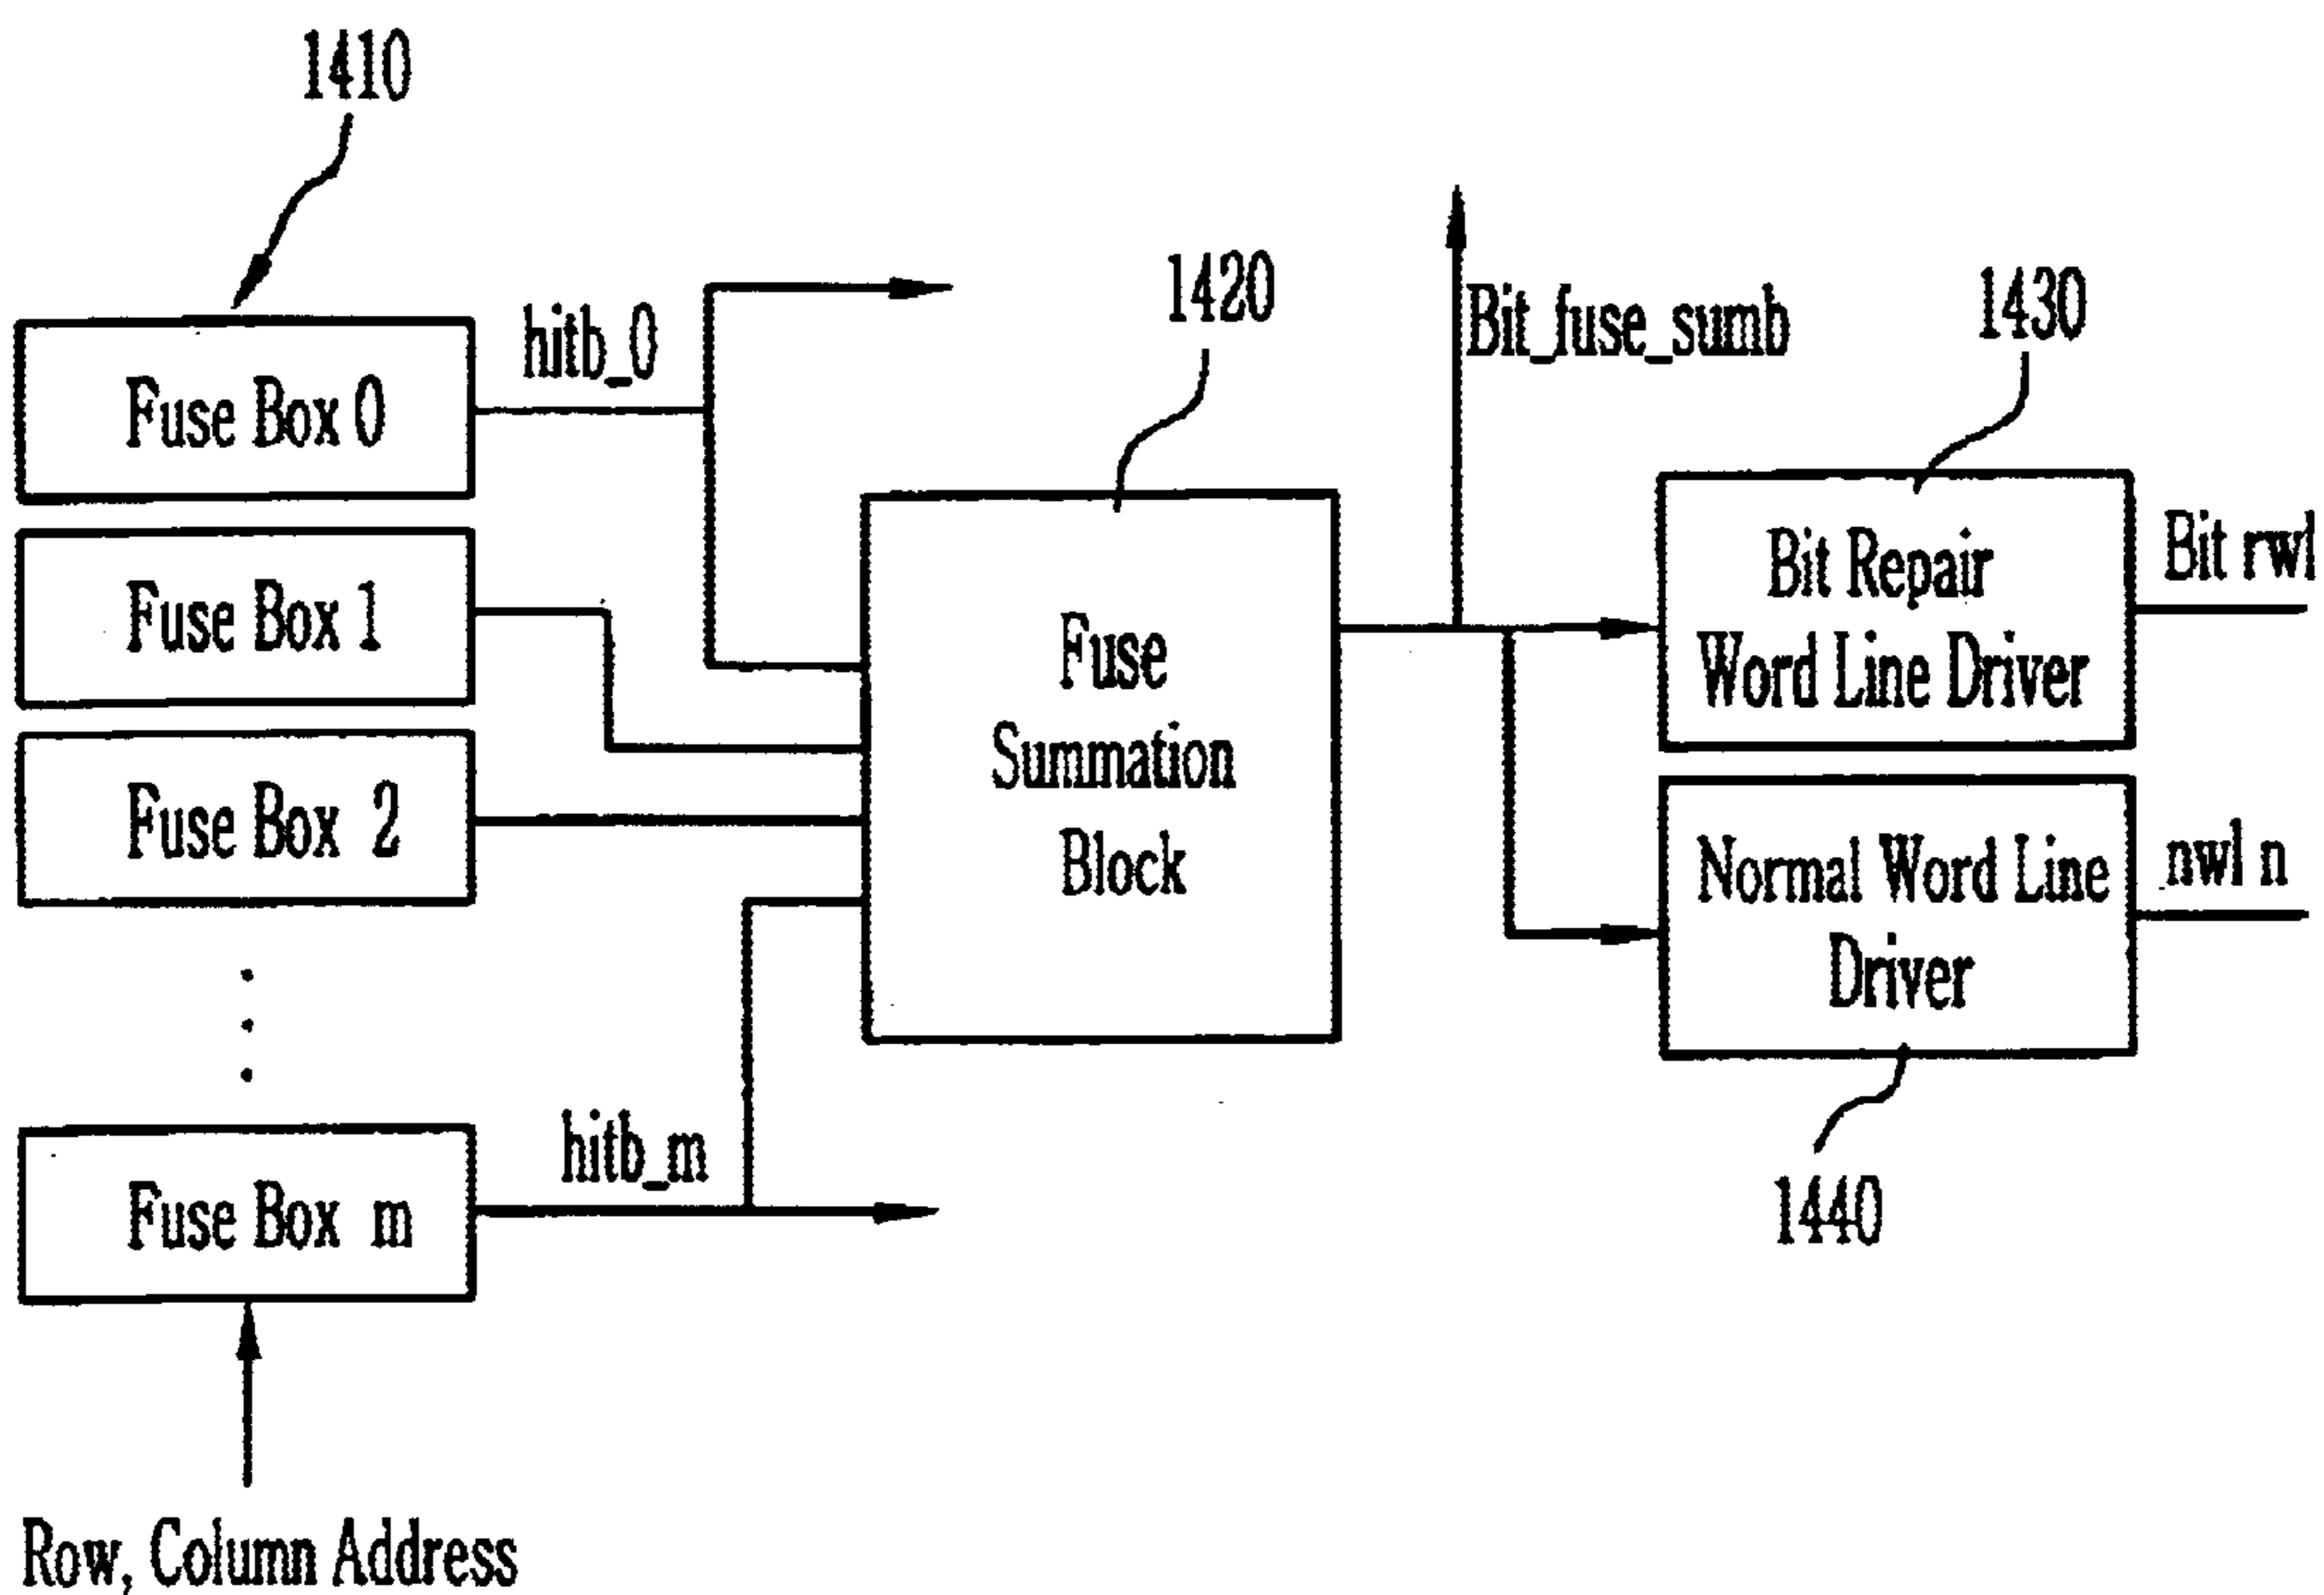 1410
hitb_0
Fuse Box 0
Fuse Box 1
Fuse Box 2
Fuse Box m
hitb_m
Row, Column Address
1420
Fuse
Summation
Block
Bit_fuse_sumb
1430
Bit Repair
Word Line Driver
Bit rwl
Normal Word Line
Driver
nwl n
1440